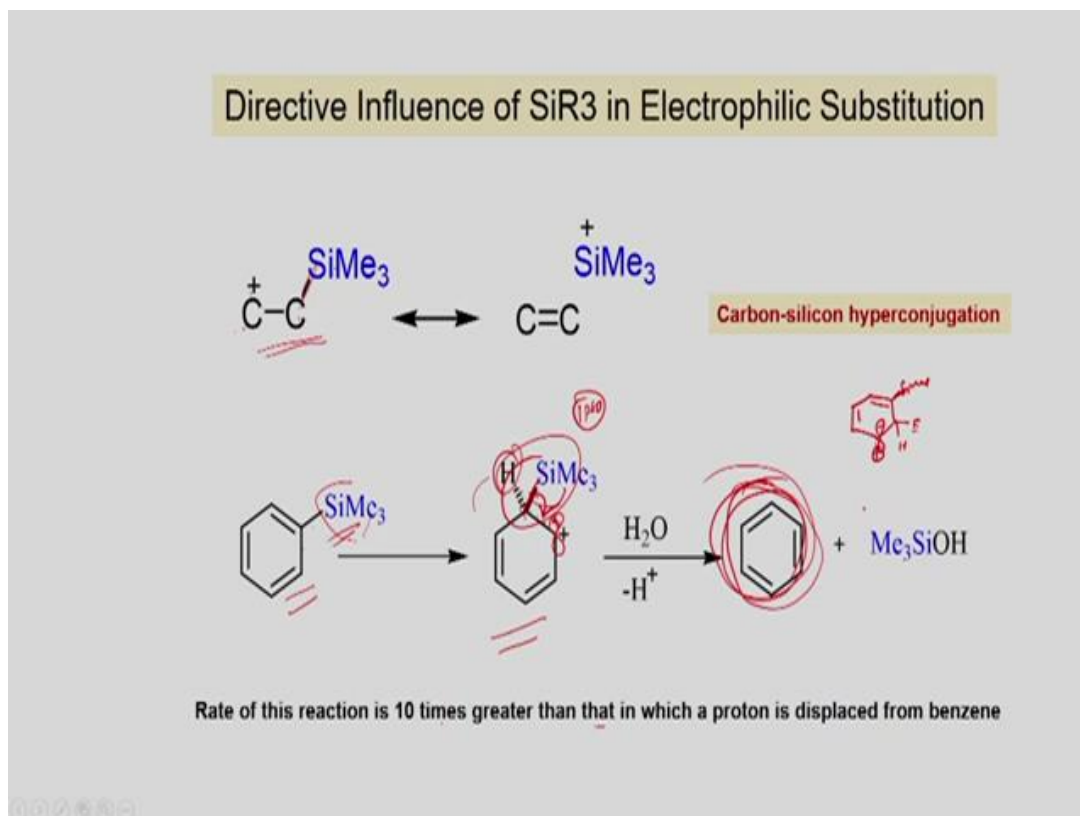 Directive Influence of SiR3 in Electrophilic Substitution
+
SiMe3
+
SiMe3
C-C
C=C
Carbon-silicon hyperconjugation
Ipso
E
H
H
SiMe3
SiMe3
+
H2O
-H+
+ Me3SiOH
Rate of this reaction is 10 times greater than that in which a proton is displaced from benzene